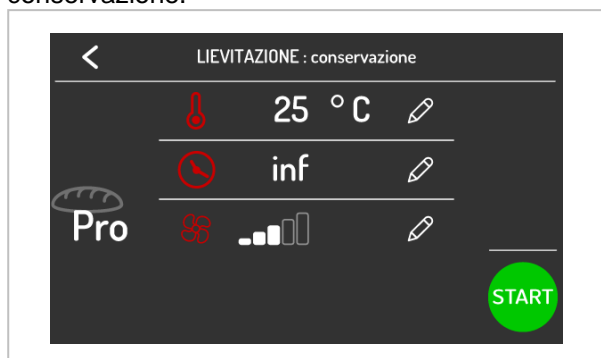 conservazione.
LIEVITAZIONE : conservazione
25 °C
inf
Pro
START